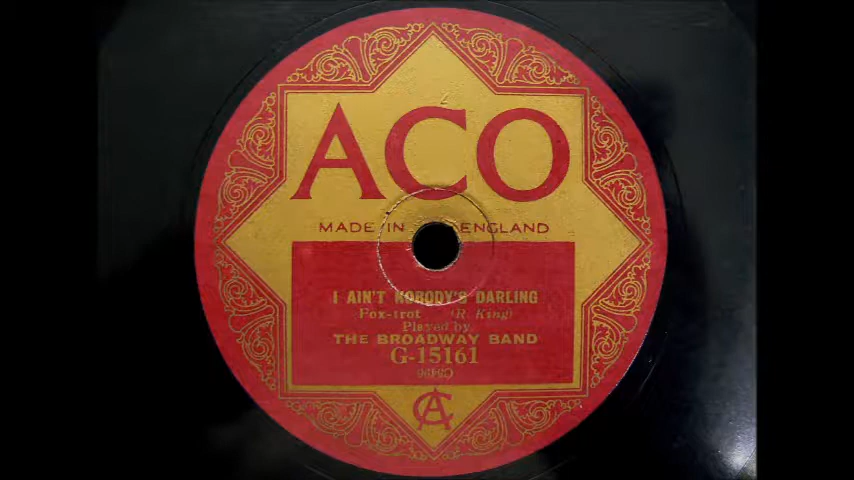 ACO
MADE IN ENGLAND
I AIN'T NOBODY'S DARLING
Fox-trot (R. King)
Played by
THE BROADWAY BAND
G-15161